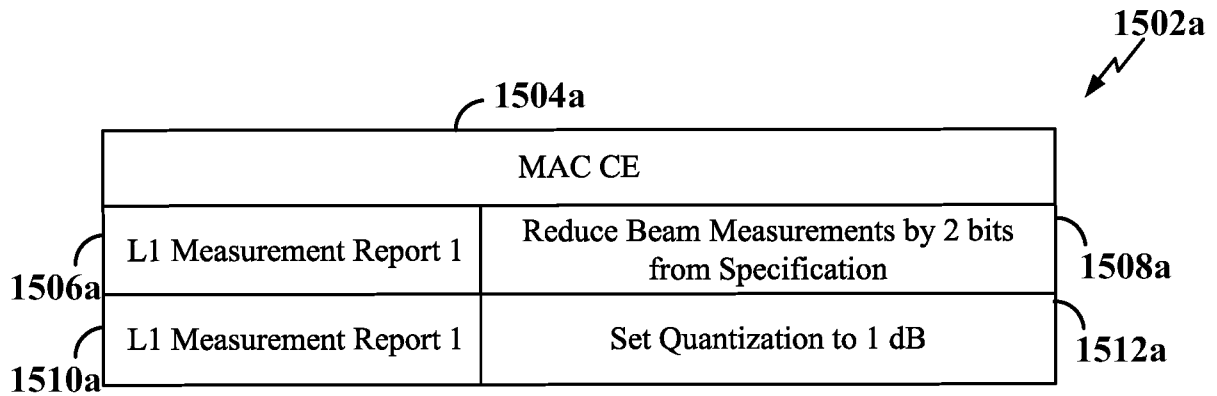 1502a
1504a
MAC CE
L1 Measurement Report 1
Reduce Beam Measurements by 2 bits
from Specification
1506a
1508a
L1 Measurement Report 1
Set Quantization to 1 dB
1510a
1512a